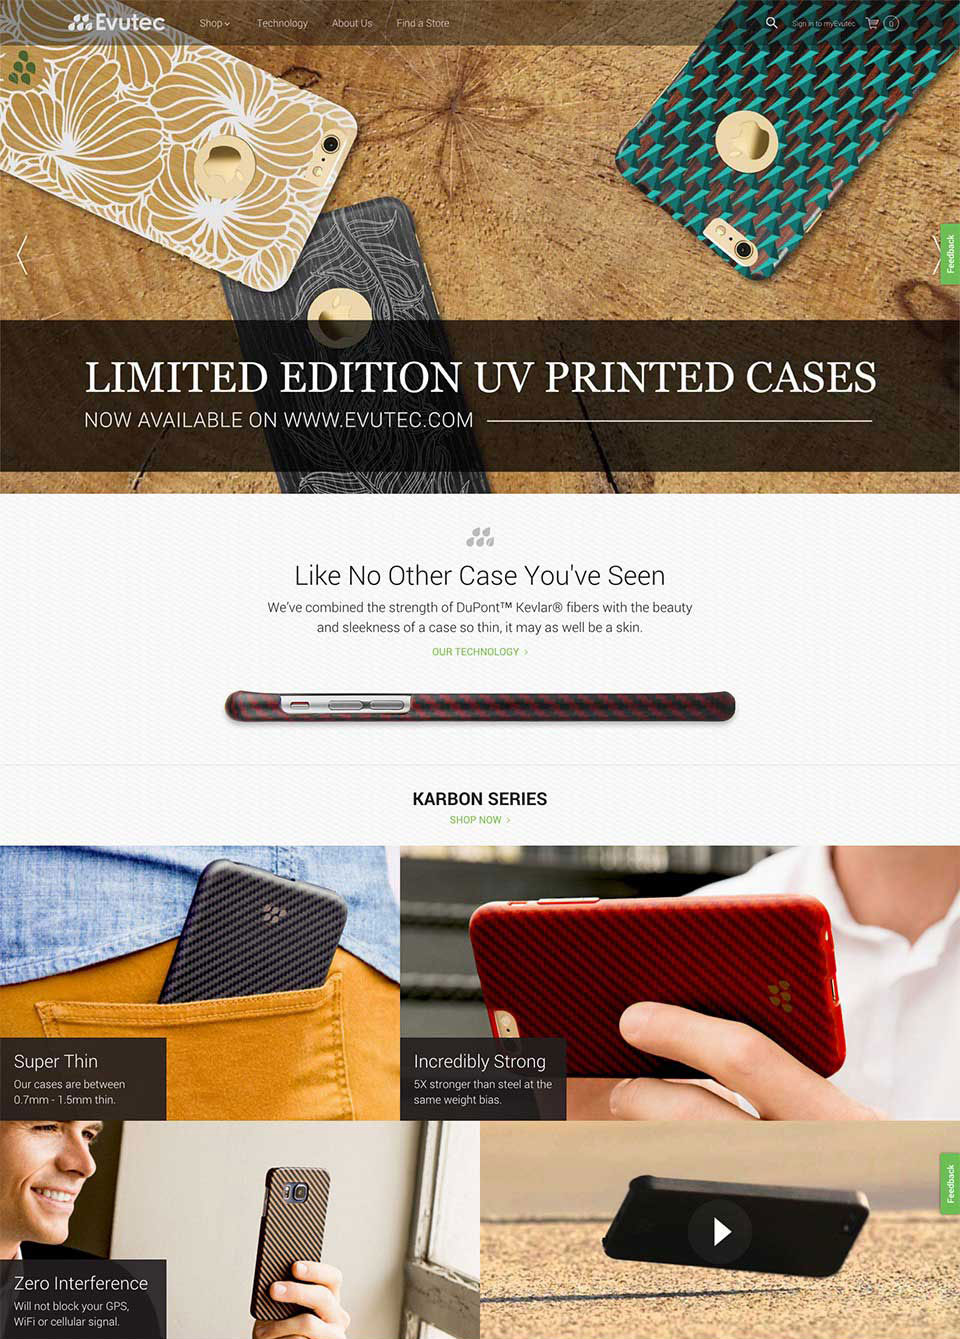 Evutec
Shop
Technology
About Us
Find a Store
Sign in to myEvutec
0
Feedback
LIMITED EDITION UV PRINTED CASES
NOW AVAILABLE ON WWW.EVUTEC.COM
Like No Other Case You've Seen
We've combined the strength of DuPont™ Kevlar® fibers with the beauty
and sleekness of a case so thin, it may as well be a skin.
OUR TECHNOLOGY >
KARBON SERIES
SHOP NOW >
Super Thin
Our cases are between
0.7mm - 1.5mm thin.
Incredibly Strong
5X stronger than steel at the
same weight bias.
Feedback
Zero Interference
Will not block your GPS,
WiFi or cellular signal.